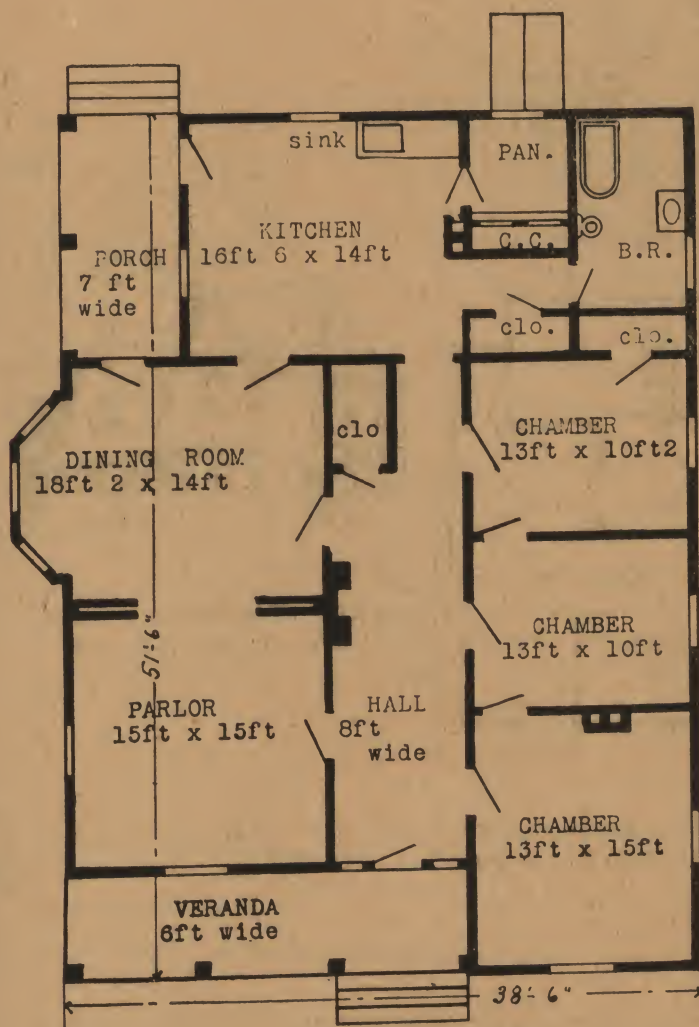 sink
PAN.
KITCHEN
16ft 6 x 14ft
C.C.
B.R.
PORCH
7 ft
wide
clo.
clo.
clo
CHAMBER
13ft x 10ft2
DINING ROOM
18ft 2 x 14ft
51'-6"
CHAMBER
13ft x 10ft
PARLOR
15ft x 15ft
HALL
8ft
wide
CHAMBER
13ft x 15ft
VERANDA
6ft wide
38'-6"